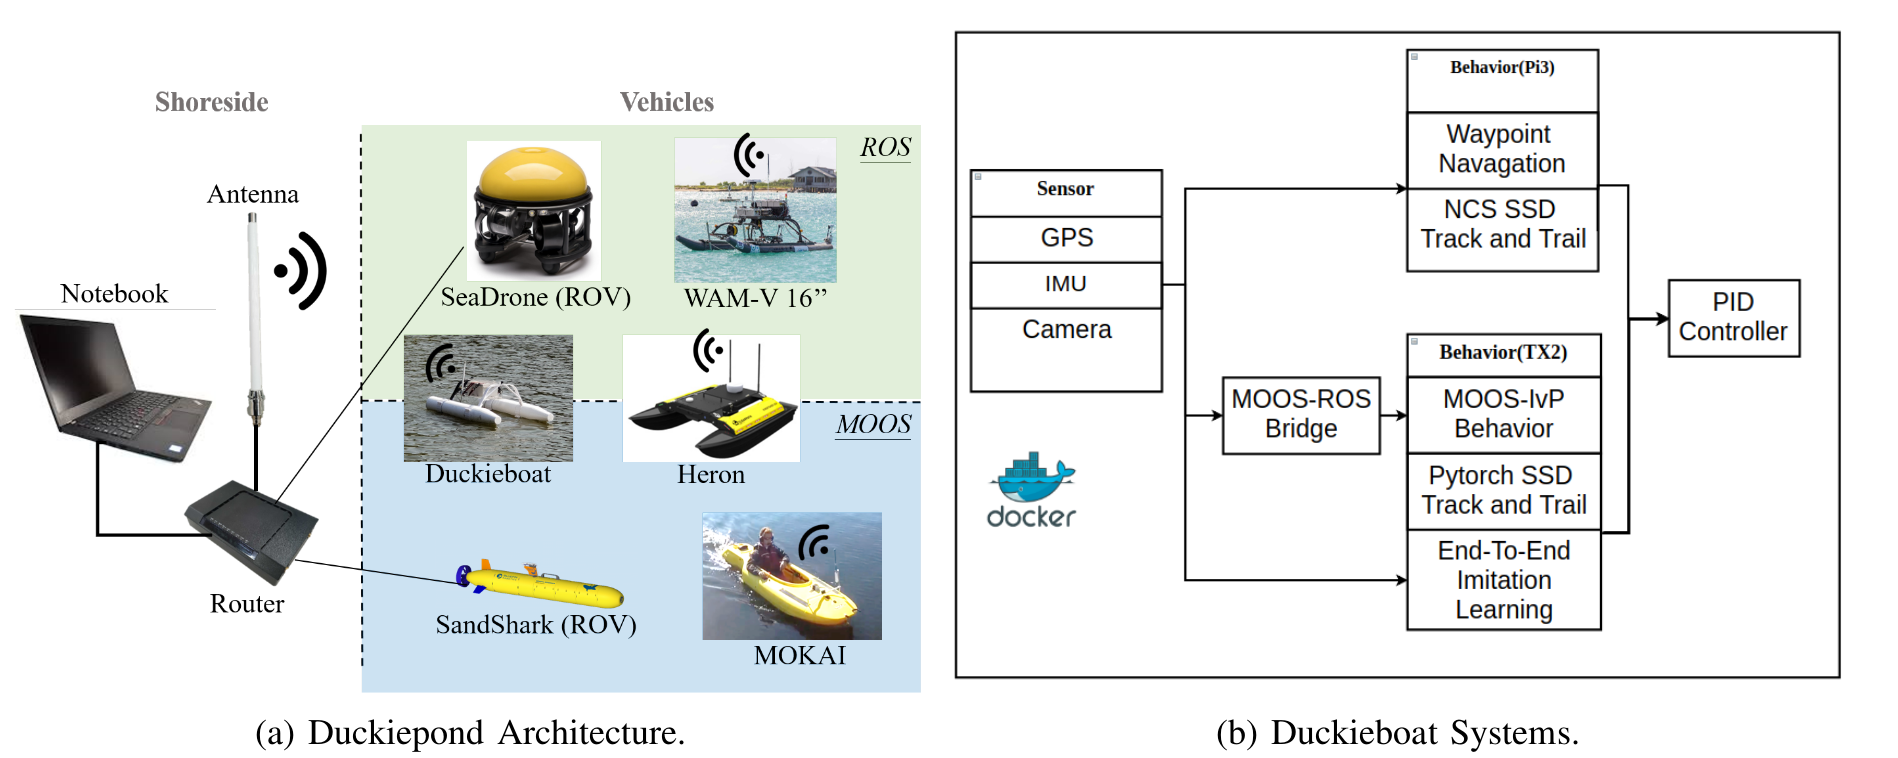 Shoreside
Vehicles
ROS
Antenna
Notebook
SeaDrone (ROV)
WAM-V 16”
MOOS
Duckieboat
Heron
Router
SandShark (ROV)
MOKAI
(a) Duckiepond Architecture.
Sensor
GPS
IMU
Camera
docker
MOOS-ROS
Bridge
Behavior(Pi3)
Waypoint
Navagation
NCS SSD
Track and Trail
Behavior(TX2)
MOOS-IvP
Behavior
Pytorch SSD
Track and Trail
End-To-End
Imitation
Learning
PID
Controller
(b) Duckieboat Systems.